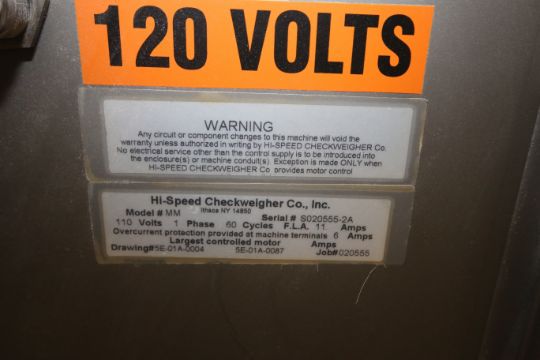 120 VOLTS
WARNING
Any circuit or component changes to this machine will void the
warranty unless authorized in writing by HI-SPEED CHECKWEIGHER Co.
No electrical service other than the control supply is to be introduced into
the enclosure(s) or machine conduit(s). Exception is made ONLY when
HI-SPEED CHECKWEIGHER Co provides motor control
Hi-Speed Checkweigher Co., Inc.
Ithaca NY 14850
Model # MM Serial # S020555-2A
110 Volts 1 Phase 60 Cycles F.L.A. 11 Amps
Overcurrent protection provided at machine terminals 6 Amps
Largest controlled motor Amps
Drawing#5E-01A-0004 5E-01A-0087 Job#020555